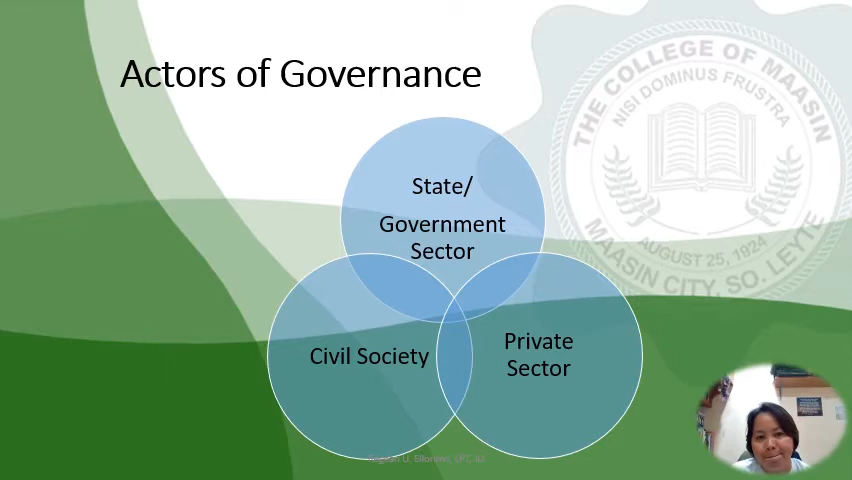 Actors of Governance
THE COLLEGE OF MAASIN
NISI DOMINUS FRUSTRA
State/
Government
Sector
AUGUST 25, 1924
MAASIN CITY, SO. LEYTE
Civil Society
Private
Sector